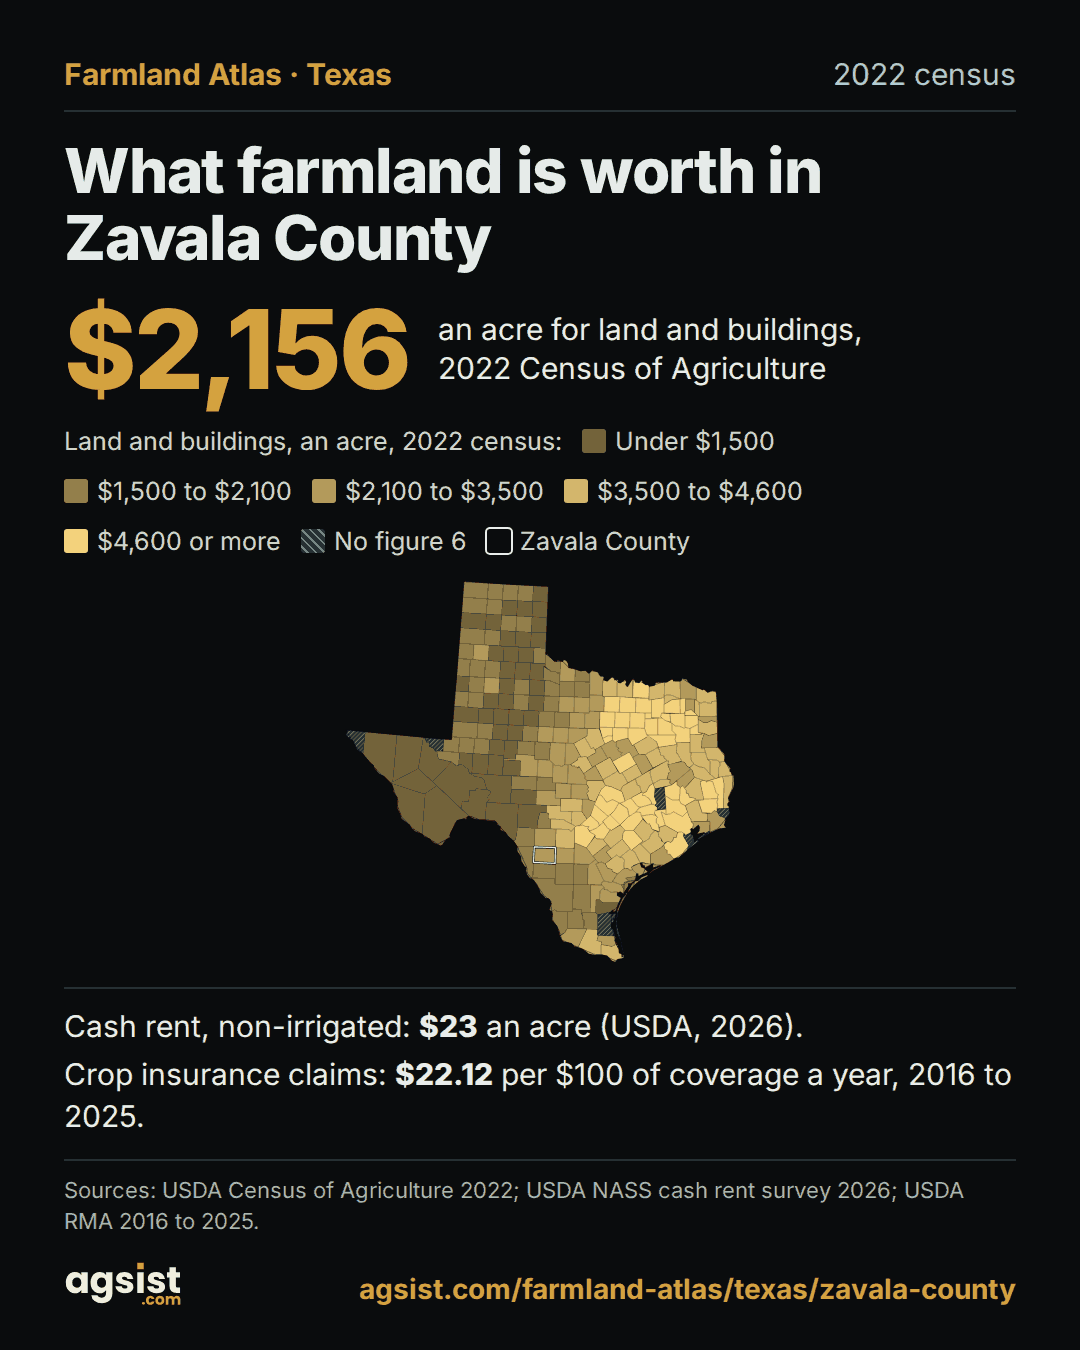 Farmland Atlas · Texas
2022 census
What farmland is worth in
Zavala County
$2,156
an acre for land and buildings,
2022 Census of Agriculture
Land and buildings, an acre, 2022 census: Under $1,500
$1,500 to $2,100 $2,100 to $3,500 $3,500 to $4,600
$4,600 or more No figure 6 Zavala County
Cash rent, non-irrigated: $23 an acre (USDA, 2026).
Crop insurance claims: $22.12 per $100 of coverage a year, 2016 to
2025.
Sources: USDA Census of Agriculture 2022; USDA NASS cash rent survey 2026; USDA
RMA 2016 to 2025.
agsist
.com
agsist.com/farmland-atlas/texas/zavala-county